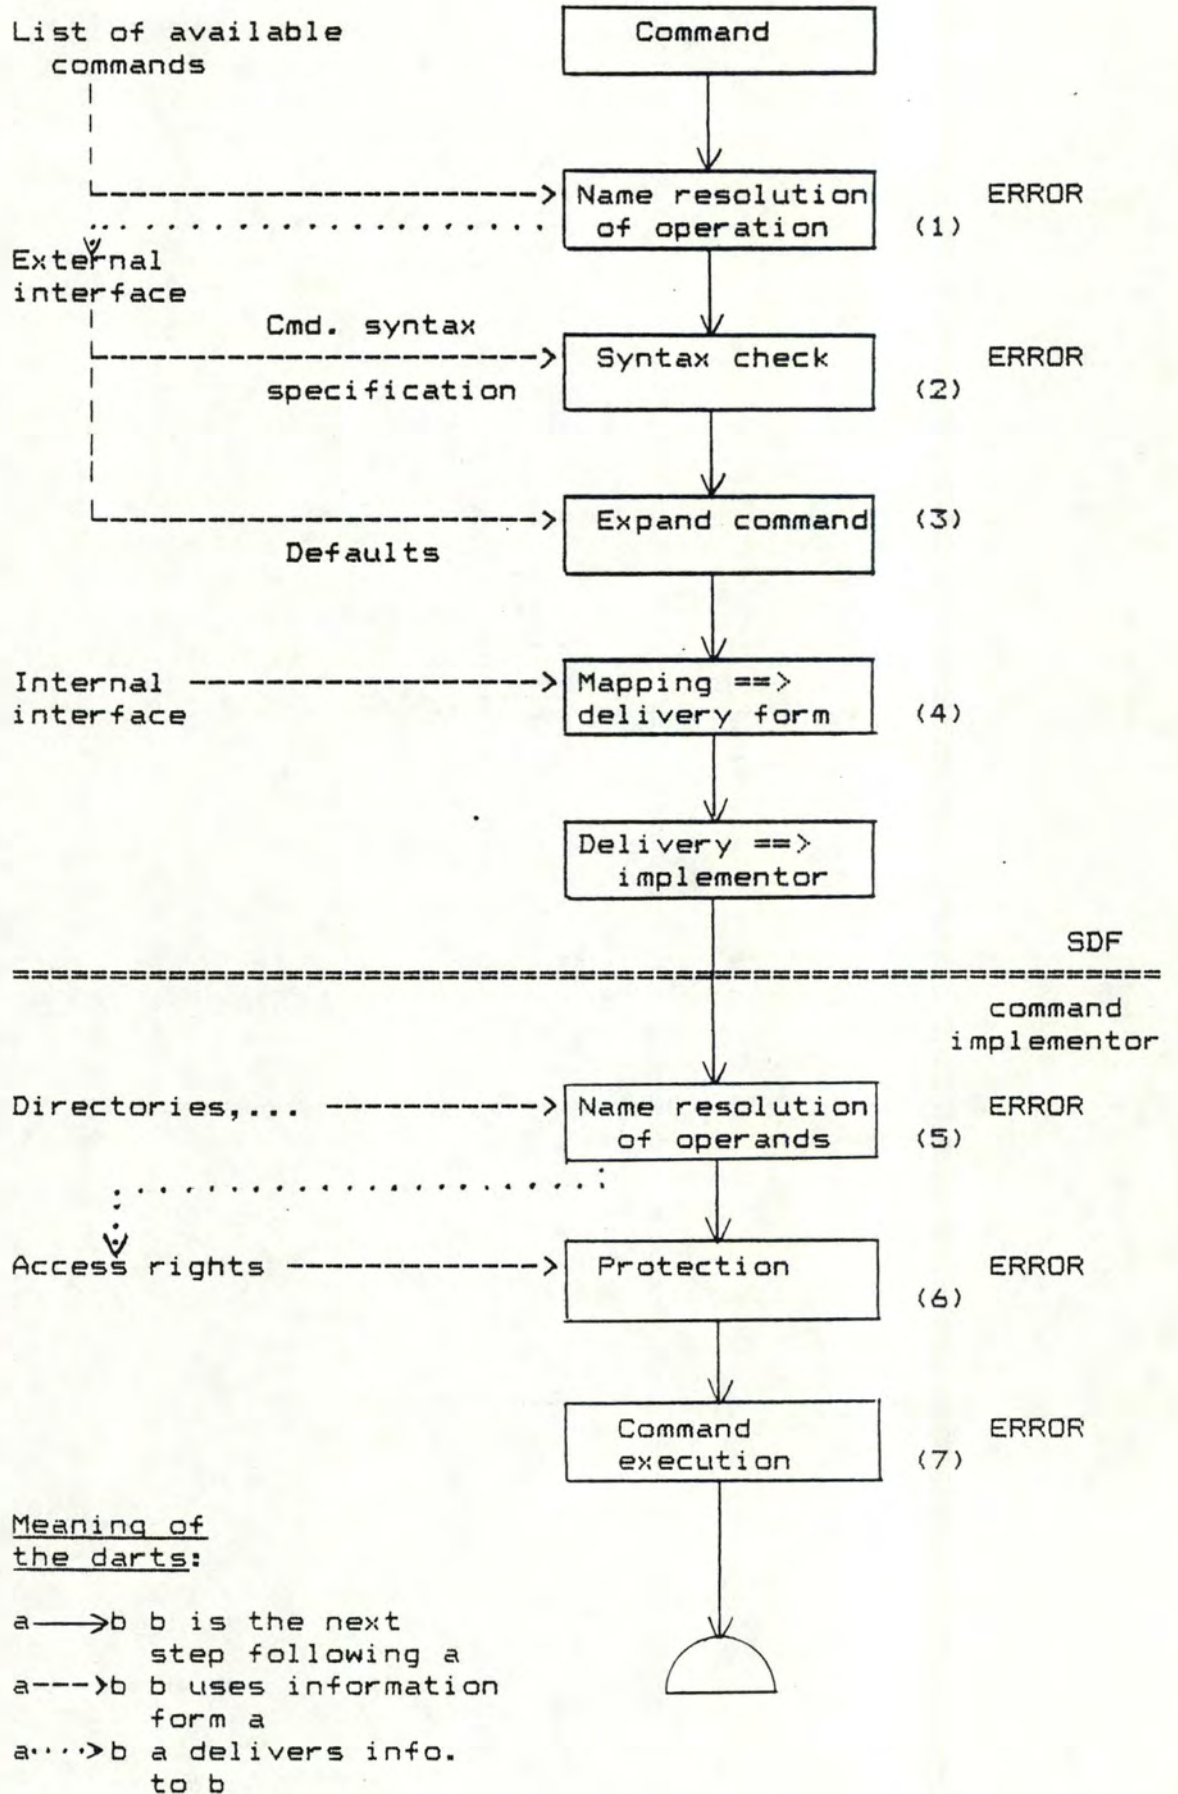 List of available
commands
Command
Name resolution
of operation
ERROR
(1)
External
interface
Cmd. syntax
specification
Syntax check
ERROR
(2)
Expand command
(3)
Defaults
Internal
interface
Mapping ==>
delivery form
(4)
Delivery ==>
implementor
SDF
command
implementor
Directories,...
Name resolution
of operands
ERROR
(5)
Access rights
Protection
ERROR
(6)
Command
execution
ERROR
(7)
Meaning of
the darts:
a——>b b is the next
step following a
a--->b b uses information
form a
a....>b a delivers info.
to b